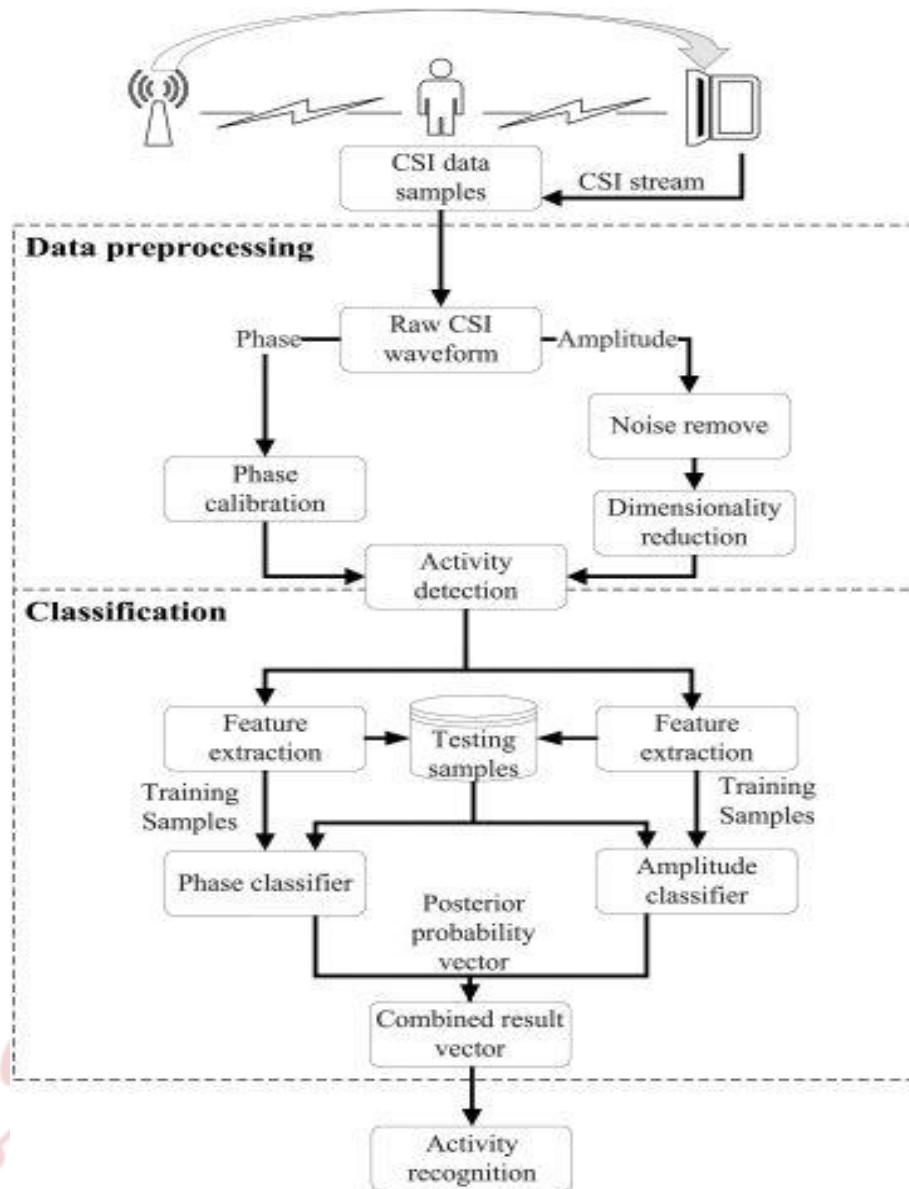 CSI data
samples
CSI stream
Data preprocessing
Raw CSI
waveform
Phase
Amplitude
Noise remove
Phase
calibration
Dimensionality
reduction
Activity
detection
Classification
Feature
extraction
Testing
samples
Feature
extraction
Training
Samples
Training
Samples
Phase classifier
Amplitude
classifier
Posterior
probability
vector
Combined result
vector
Activity
recognition